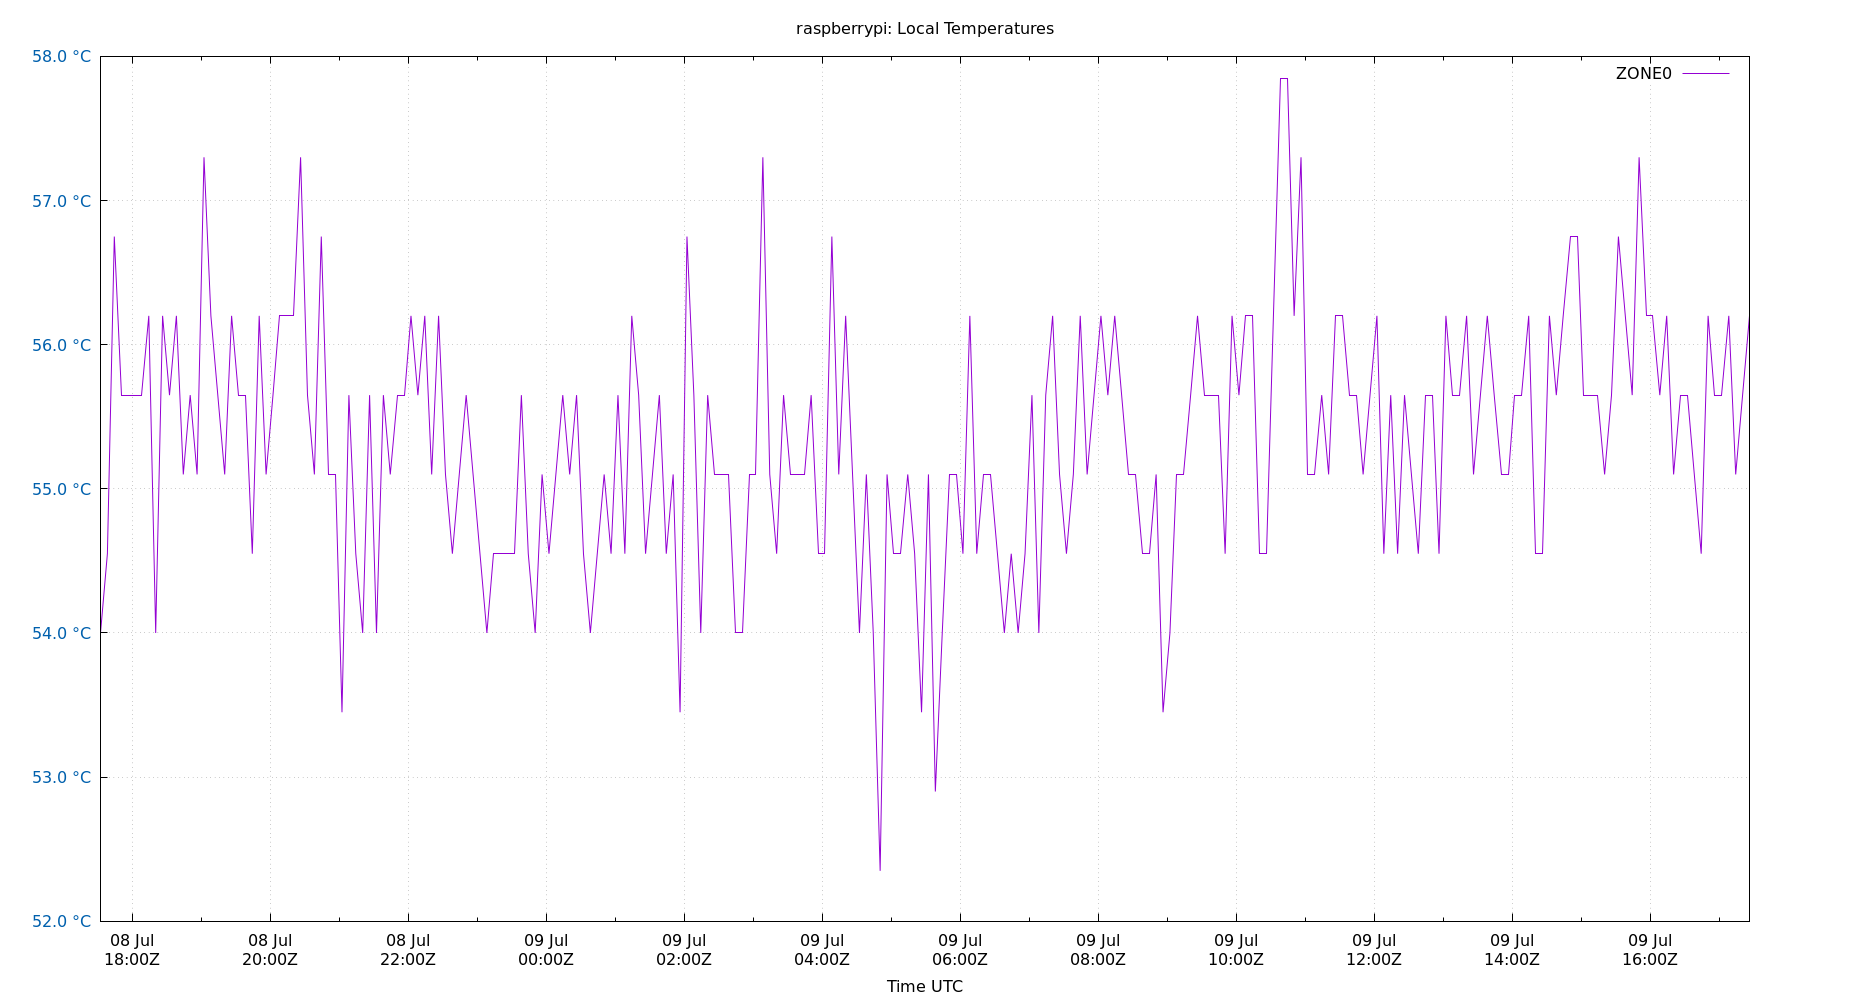 raspberrypi: Local Temperatures
58.0 °C
ZONE0
57.0 °C
56.0 °C
55.0 °C
54.0 °C
53.0 °C
52.0 °C
08 Jul 08 Jul 08 Jul 09 Jul 09 Jul 09 Jul 09 Jul 09 Jul 09 Jul 09 Jul 09 Jul 09 Jul
18:00Z 20:00Z 22:00Z 00:00Z 02:00Z 04:00Z 06:00Z 08:00Z 10:00Z 12:00Z 14:00Z 16:00Z
Time UTC